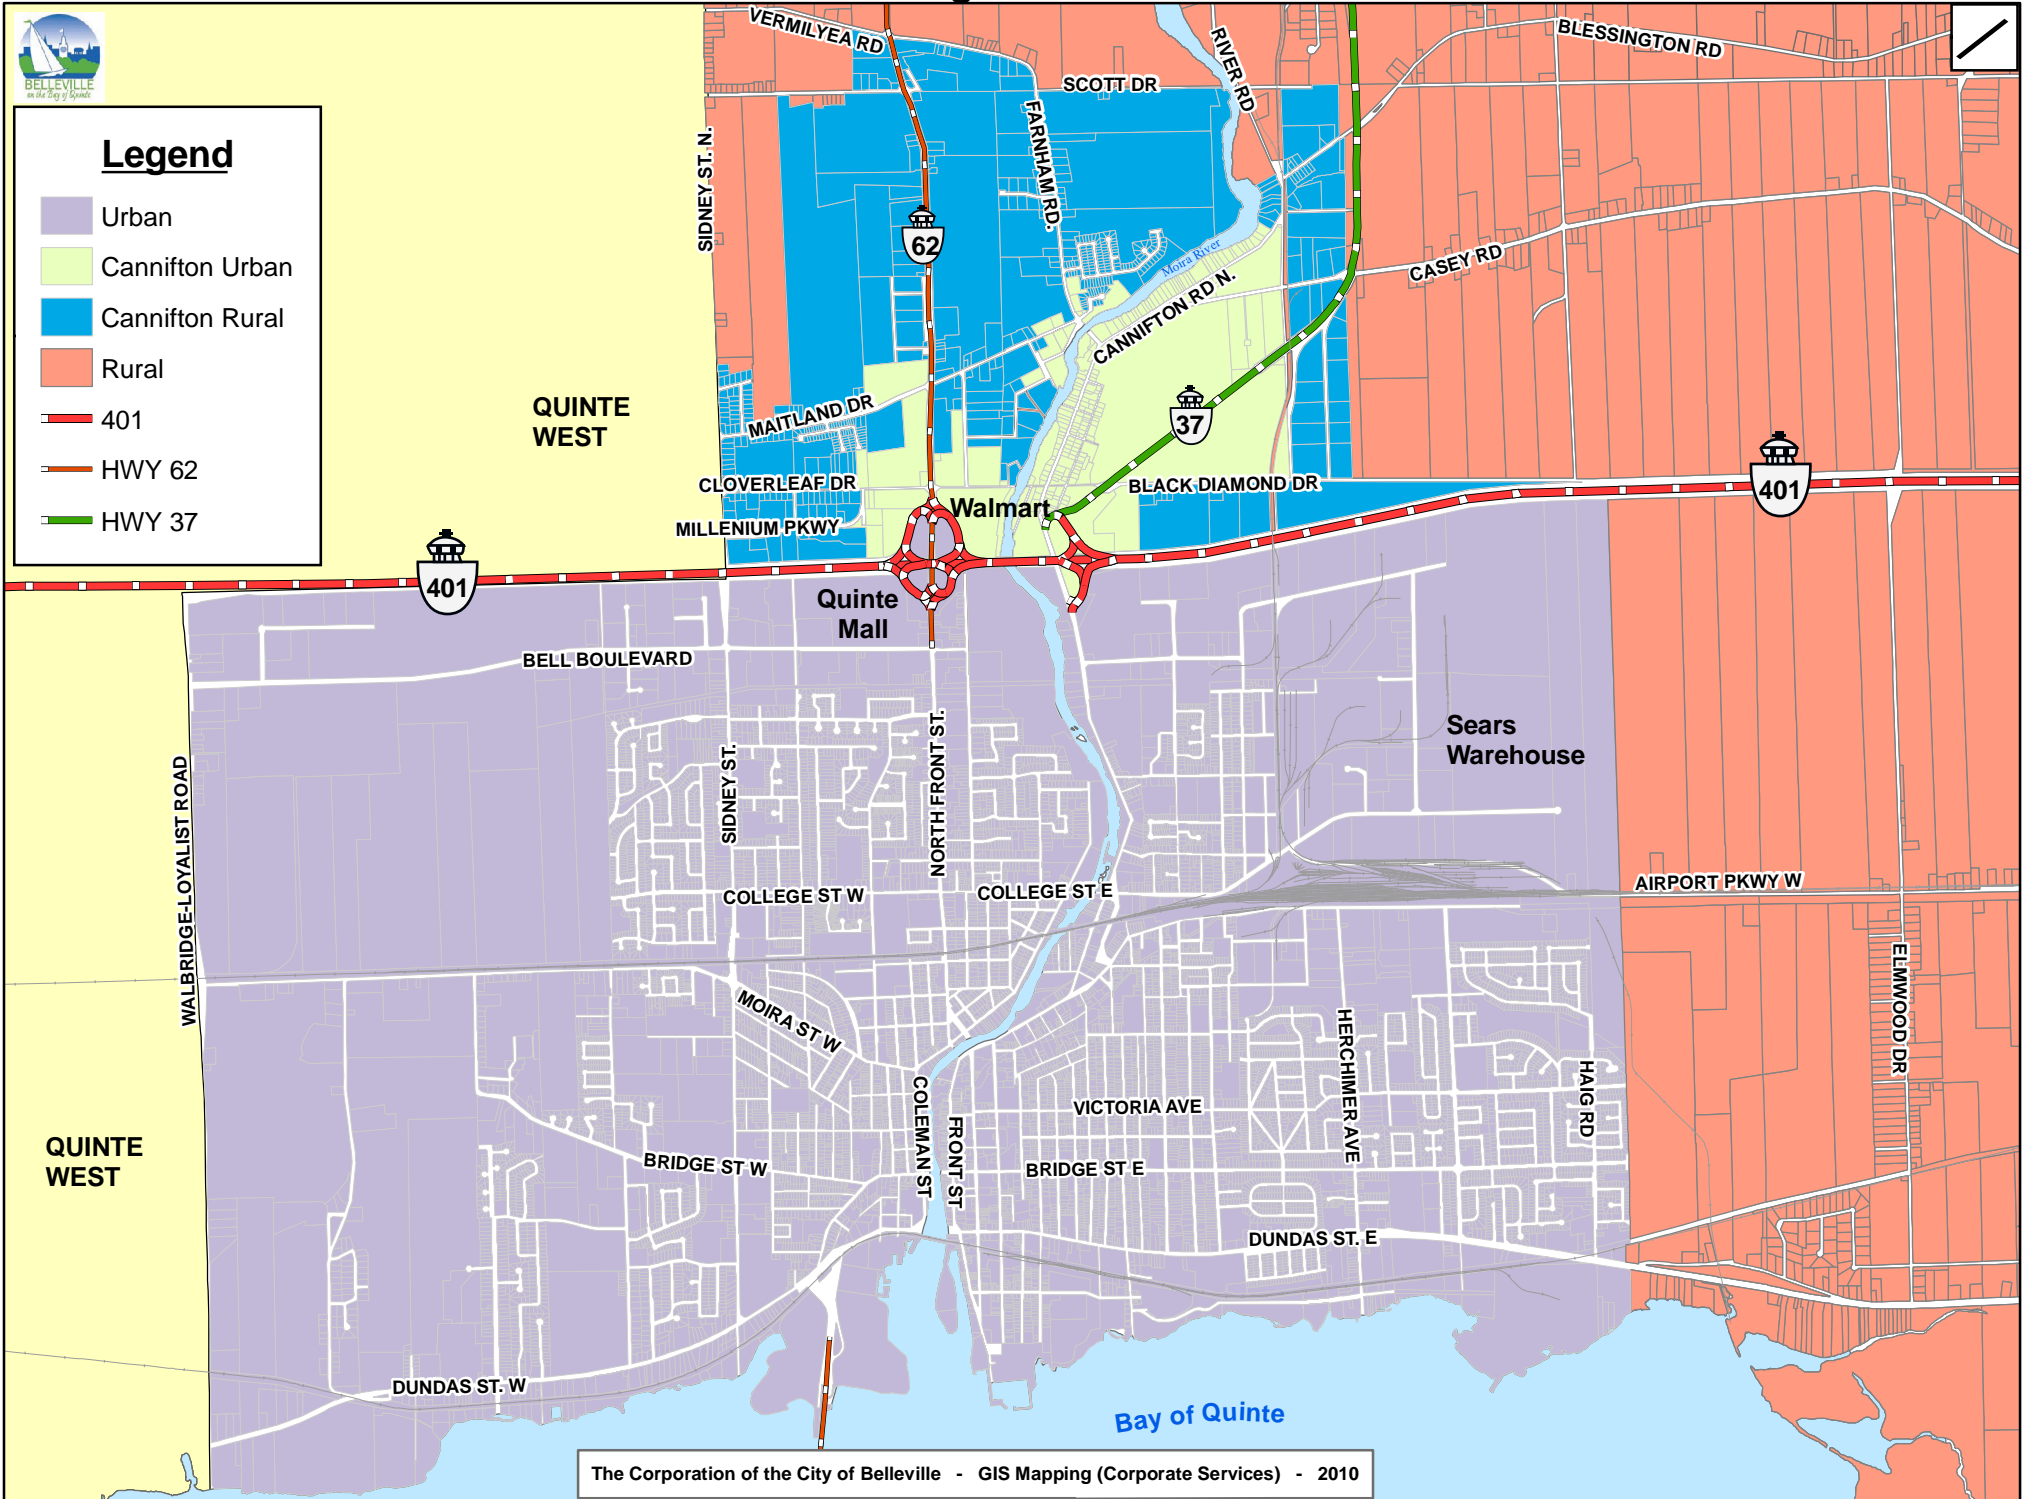 VERMILYEA RD
RIVER RD
BLESSINGTON RD
BELLEVILLE
on the Bay of Quinte
SCOTT DR
FARNHAM RD.
SIDNEY ST. N.
Legend
Urban
Cannifton Urban
Cannifton Rural
Rural
401
HWY 62
HWY 37
62
Moira River
CANNIFTON RD N.
CASEY RD
QUINTE
WEST
MAITLAND DR
37
CLOVERLEAF DR
BLACK DIAMOND DR
401
Walmart
MILLENIUM PKWY
401
Quinte
Mall
BELL BOULEVARD
SIDNEY ST.
NORTH FRONT ST.
Sears
Warehouse
WALBRIDGE-LOYALIST ROAD
COLLEGE ST W
COLLEGE ST E
AIRPORT PKWY W
ELMWOOD DR
MOIRA ST W
HERCHIMER AVE
HAIG RD
COLEMAN ST
FRONT ST
VICTORIA AVE
QUINTE
WEST
BRIDGE ST W
BRIDGE ST E
DUNDAS ST. E
DUNDAS ST. W
Bay of Quinte
The Corporation of the City of Belleville - GIS Mapping (Corporate Services) - 2010